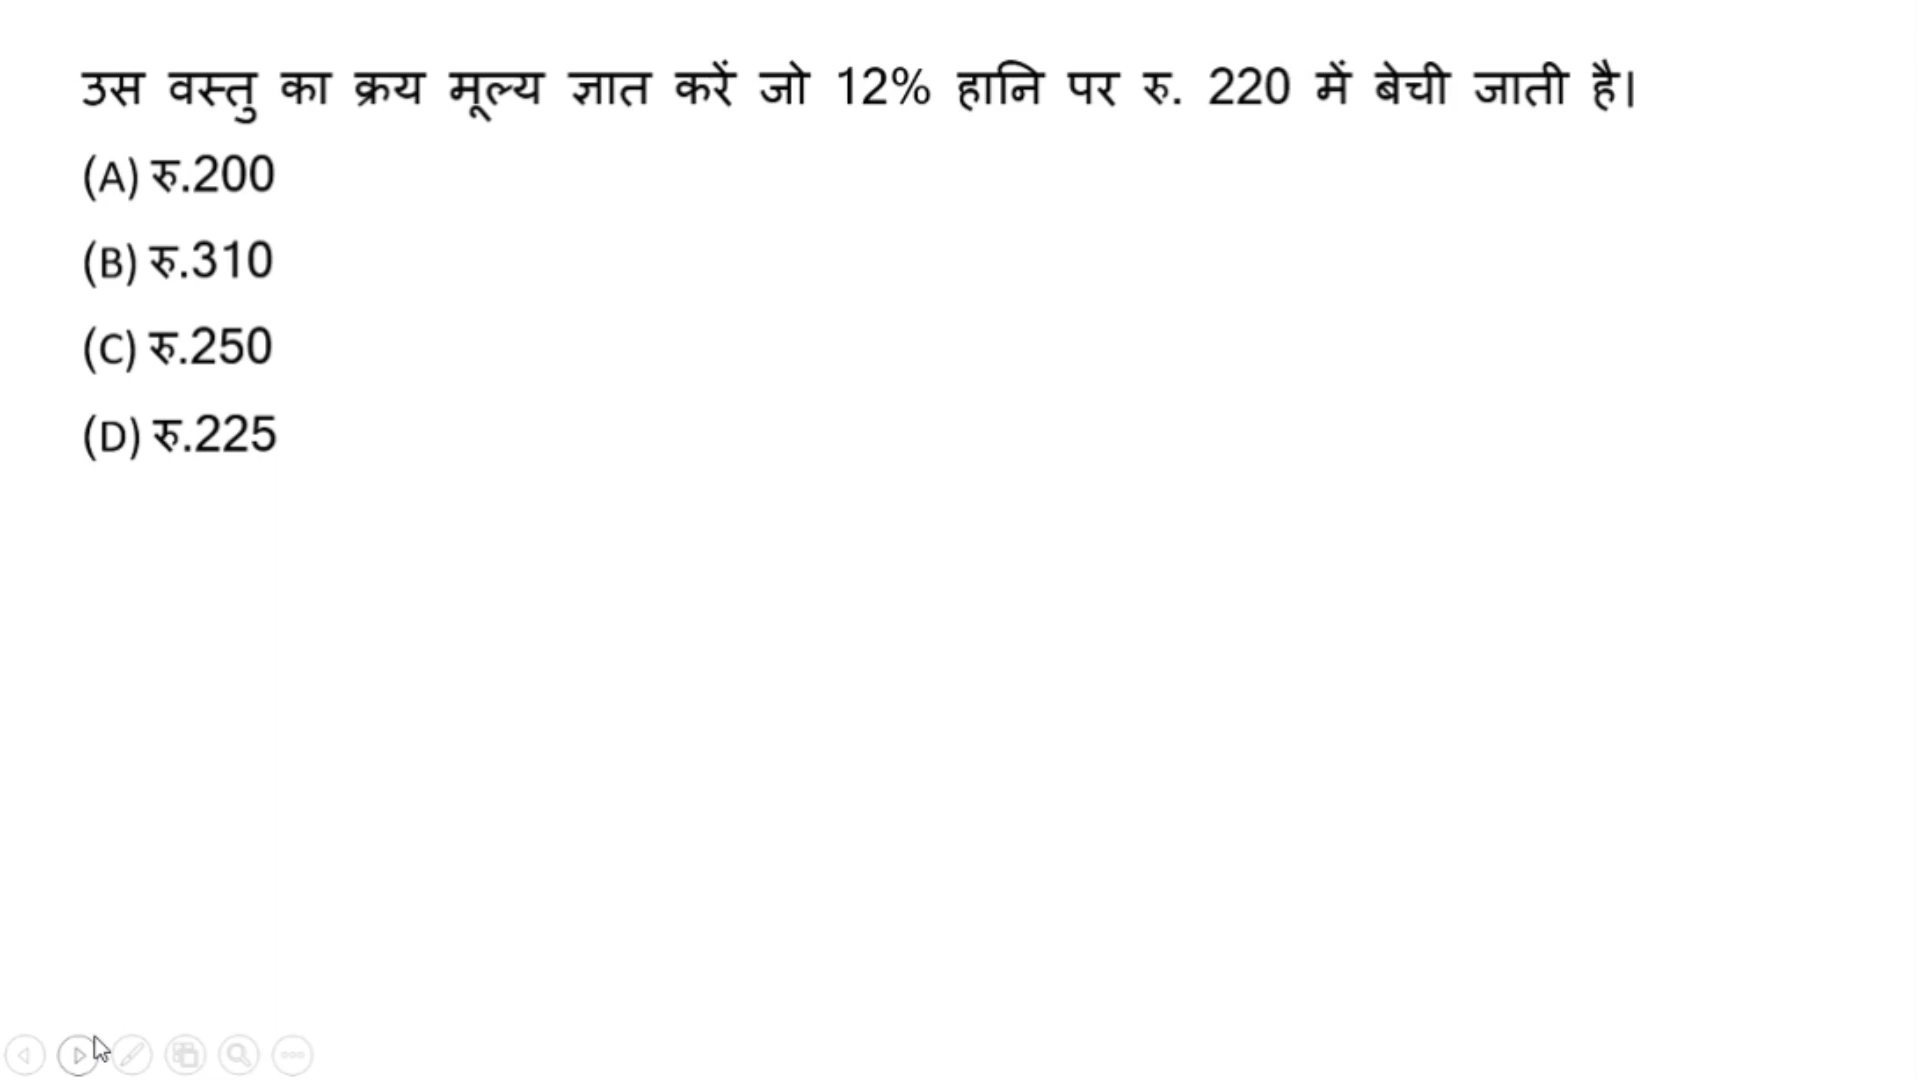 उस वस्तु का क्रय मूल्य ज्ञात करें जो 12% हानि पर रु. 220 में बेची जाती है।
(A) रु.200
(B) रु.310
(C) रु.250
(D) रु.225